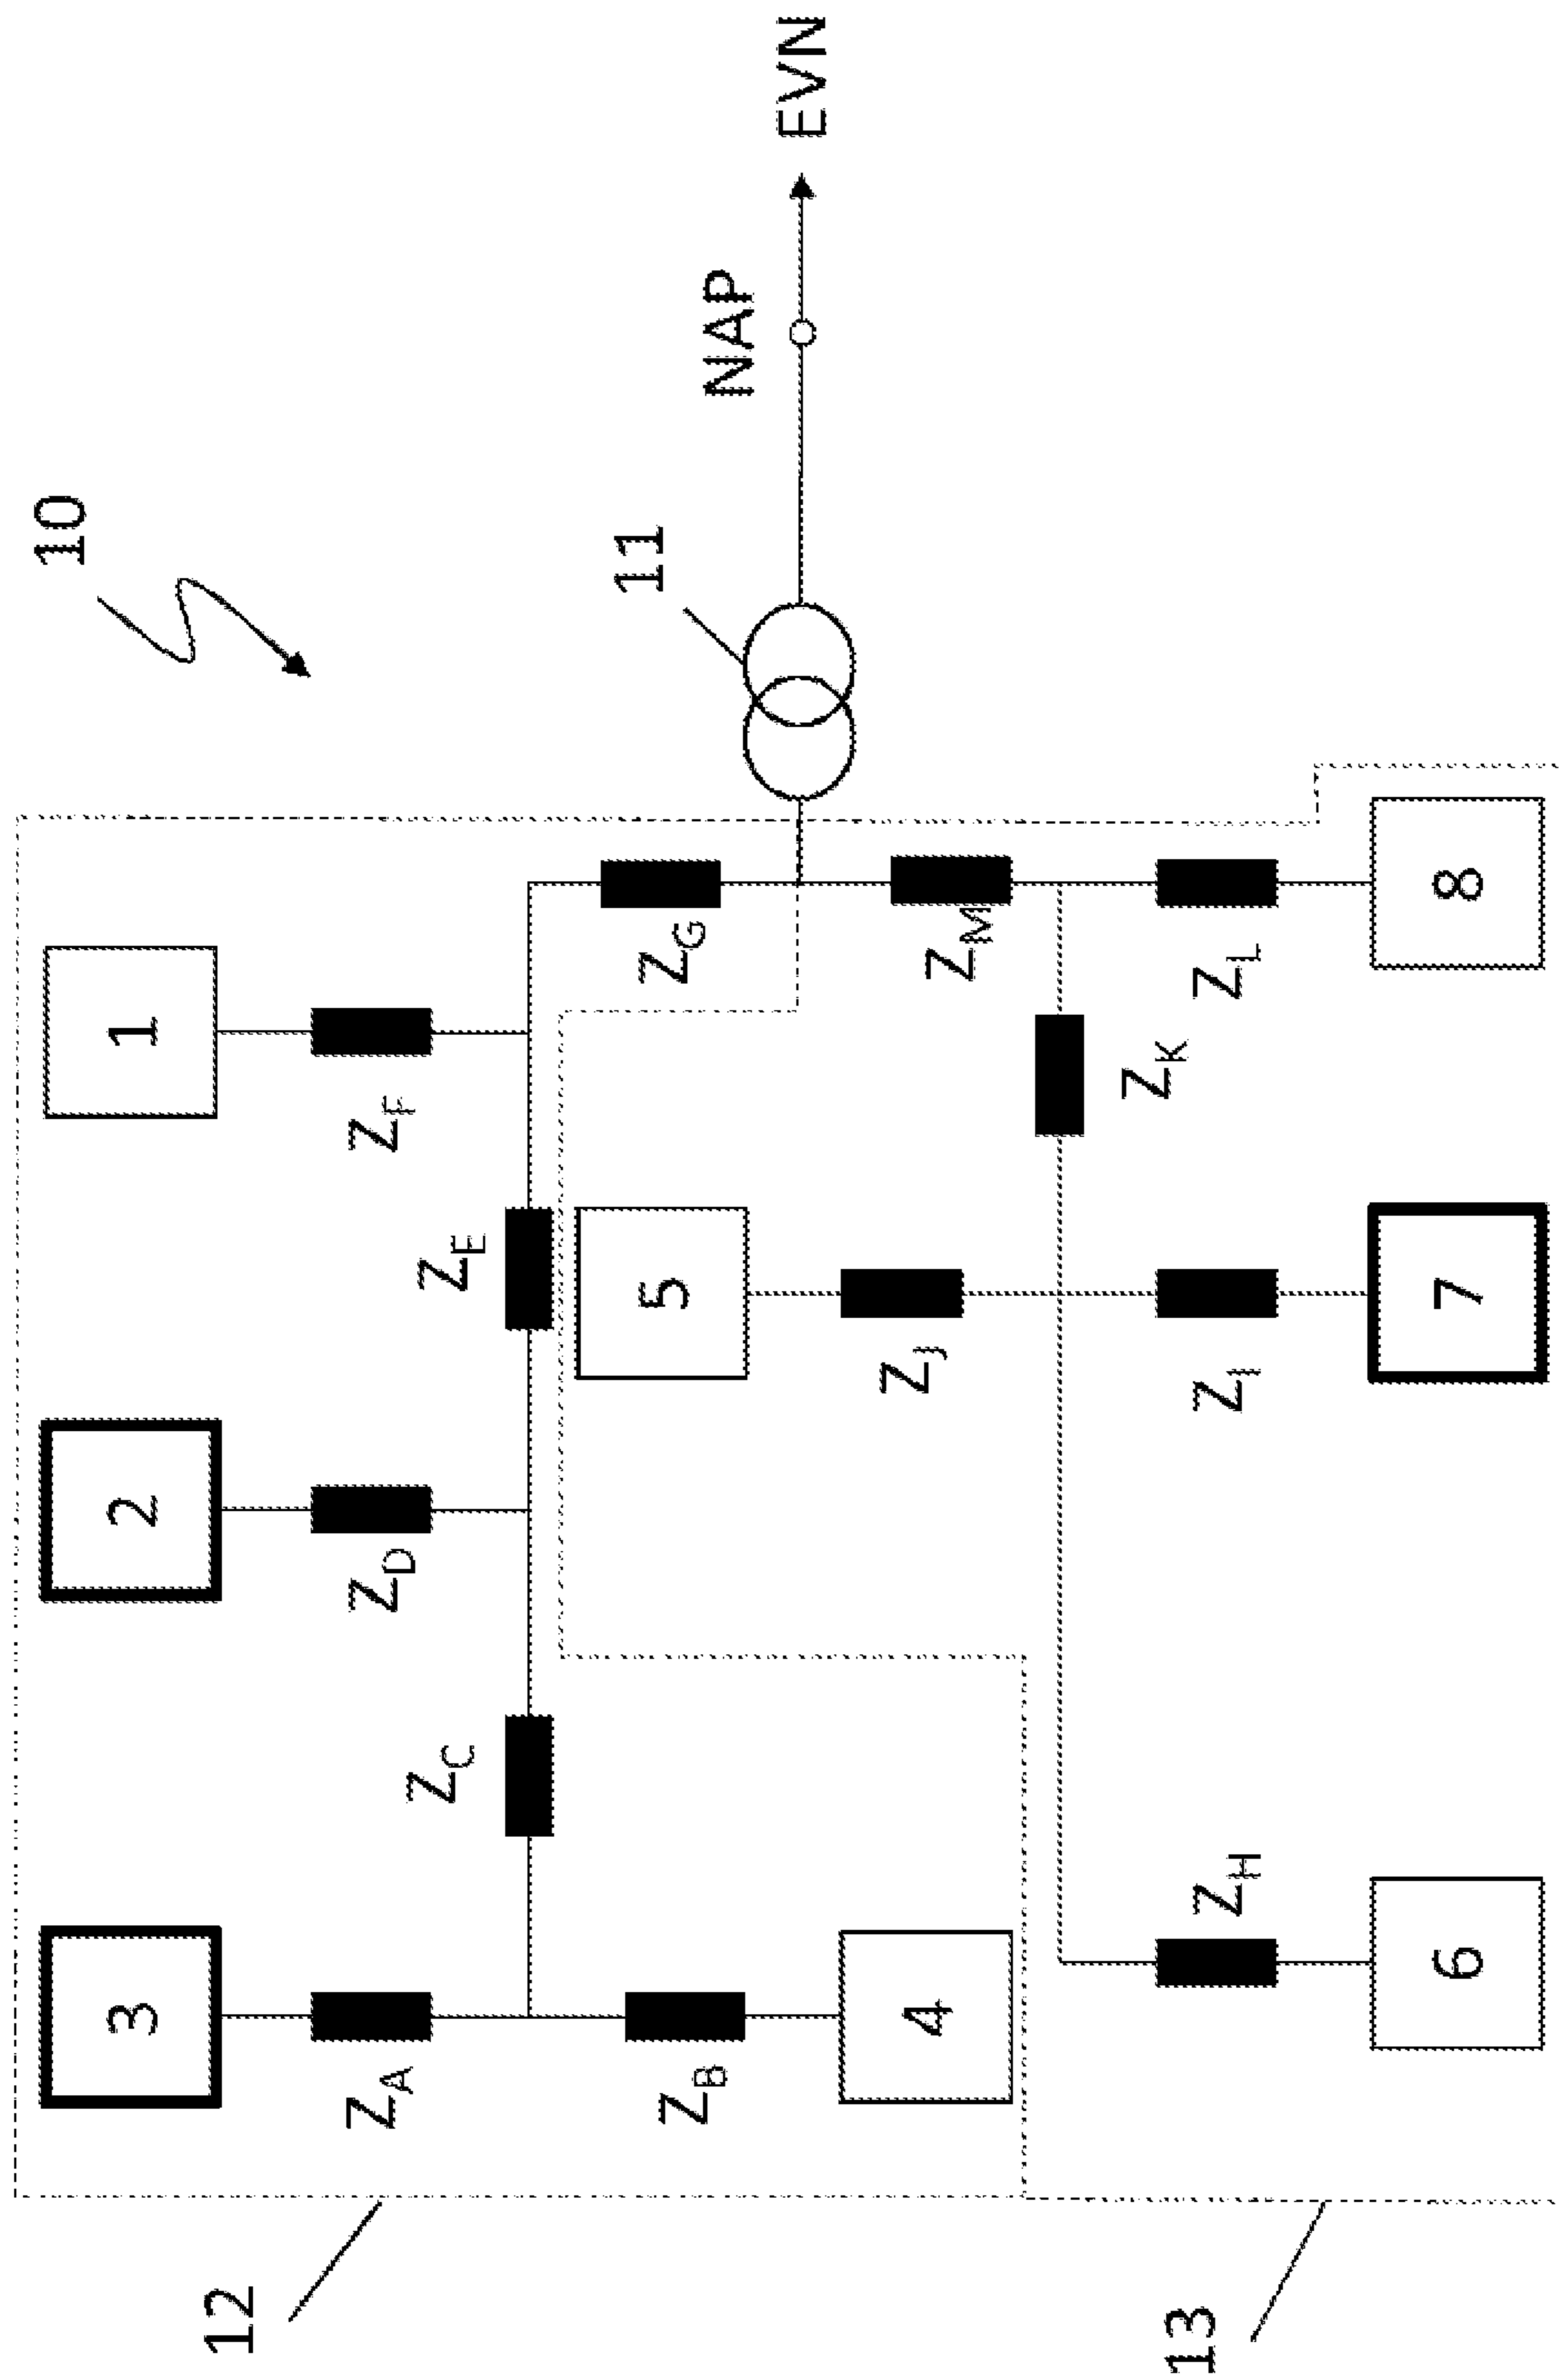 10
EVN
NAP
11
1
2
3
Z_F
Z_D
Z_A
Z_E
Z_C
Z_G
Z_B
5
4
Z_M
Z_J
Z_K
Z_L
Z_I
Z_H
8
7
6
12
13